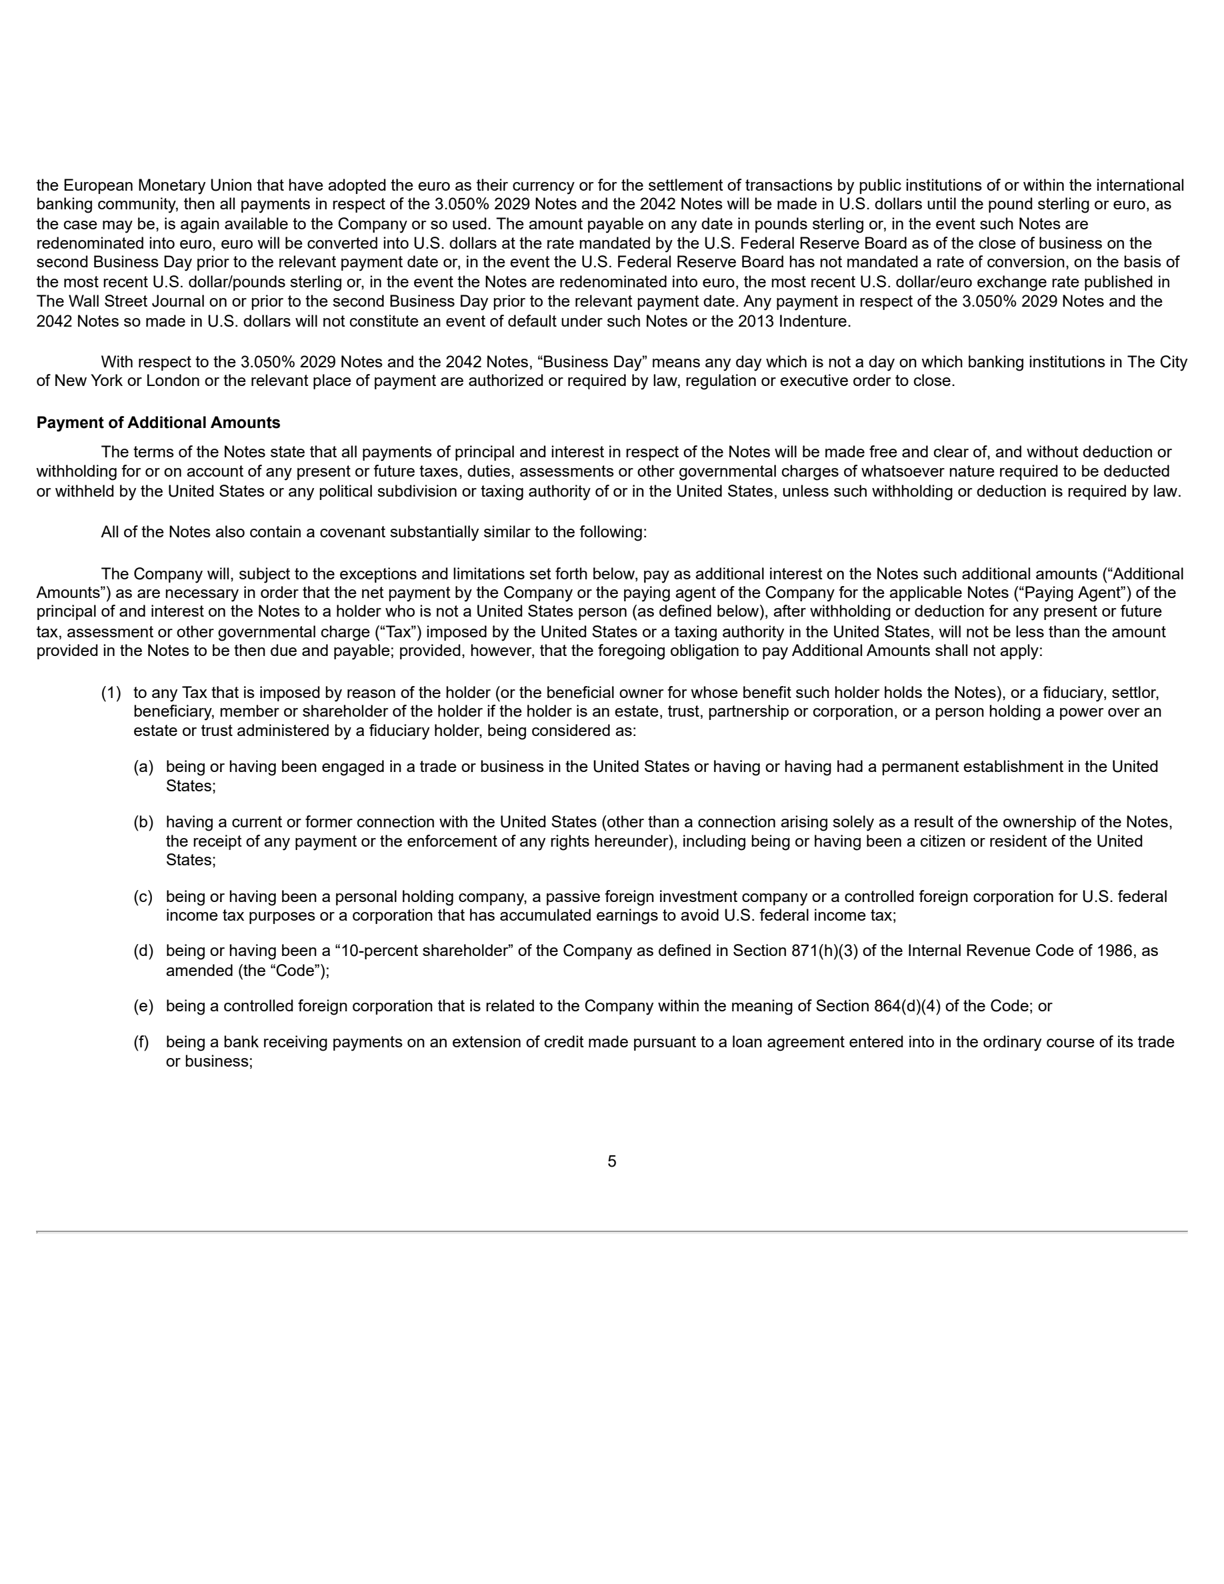 the European Monetary Union that have adopted the euro as their currency or for the settlement of transactions by public institutions of or within the international
banking community, then all payments in respect of the 3.050% 2029 Notes and the 2042 Notes will be made in U.S. dollars until the pound sterling or euro, as
the case may be, is again available to the Company or so used. The amount payable on any date in pounds sterling or, in the event such Notes are
redenominated into euro, euro will be converted into U.S. dollars at the rate mandated by the U.S. Federal Reserve Board as of the close of business on the
second Business Day prior to the relevant payment date or, in the event the U.S. Federal Reserve Board has not mandated a rate of conversion, on the basis of
the most recent U.S. dollar/pounds sterling or, in the event the Notes are redenominated into euro, the most recent U.S. dollar/euro exchange rate published in
The Wall Street Journal on or prior to the second Business Day prior to the relevant payment date. Any payment in respect of the 3.050% 2029 Notes and the
2042 Notes so made in U.S. dollars will not constitute an event of default under such Notes or the 2013 Indenture.
With respect to the 3.050% 2029 Notes and the 2042 Notes, “Business Day” means any day which is not a day on which banking institutions in The City
of New York or London or the relevant place of payment are authorized or required by law, regulation or executive order to close.
Payment of Additional Amounts
The terms of the Notes state that all payments of principal and interest in respect of the Notes will be made free and clear of, and without deduction or
withholding for or on account of any present or future taxes, duties, assessments or other governmental charges of whatsoever nature required to be deducted
or withheld by the United States or any political subdivision or taxing authority of or in the United States, unless such withholding or deduction is required by law.
All of the Notes also contain a covenant substantially similar to the following:
The Company will, subject to the exceptions and limitations set forth below, pay as additional interest on the Notes such additional amounts (“Additional
Amounts”) as are necessary in order that the net payment by the Company or the paying agent of the Company for the applicable Notes (“Paying Agent”) of the
principal of and interest on the Notes to a holder who is not a United States person (as defined below), after withholding or deduction for any present or future
tax, assessment or other governmental charge (“Tax”) imposed by the United States or a taxing authority in the United States, will not be less than the amount
provided in the Notes to be then due and payable; provided, however, that the foregoing obligation to pay Additional Amounts shall not apply:
(1) to any Tax that is imposed by reason of the holder (or the beneficial owner for whose benefit such holder holds the Notes), or a fiduciary, settlor,
beneficiary, member or shareholder of the holder if the holder is an estate, trust, partnership or corporation, or a person holding a power over an
estate or trust administered by a fiduciary holder, being considered as:
(a) being or having been engaged in a trade or business in the United States or having or having had a permanent establishment in the United
States;
(b) having a current or former connection with the United States (other than a connection arising solely as a result of the ownership of the Notes,
the receipt of any payment or the enforcement of any rights hereunder), including being or having been a citizen or resident of the United
States;
(c) being or having been a personal holding company, a passive foreign investment company or a controlled foreign corporation for U.S. federal
income tax purposes or a corporation that has accumulated earnings to avoid U.S. federal income tax;
(d) being or having been a “10-percent shareholder” of the Company as defined in Section 871(h)(3) of the Internal Revenue Code of 1986, as
amended (the “Code”);
(e) being a controlled foreign corporation that is related to the Company within the meaning of Section 864(d)(4) of the Code; or
(f) being a bank receiving payments on an extension of credit made pursuant to a loan agreement entered into in the ordinary course of its trade
or business;
5